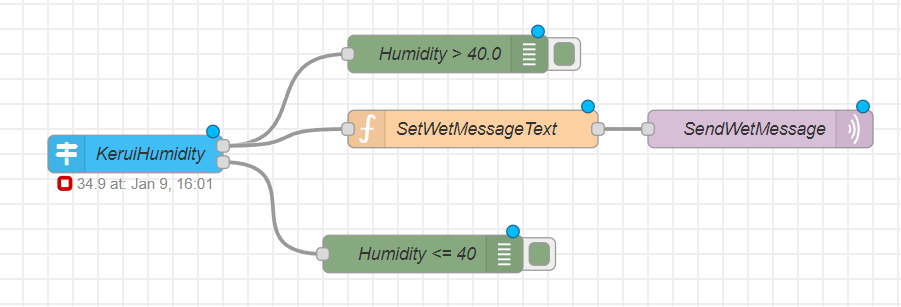 Humidity > 40.0
SetWetMessageText
SendWetMessage
KeruiHumidity
34.9 at: Jan 9, 16:01
Humidity <= 40